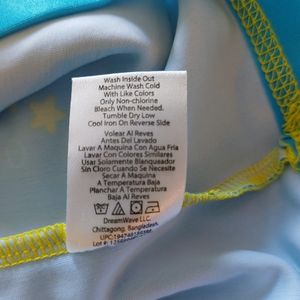 Wash Inside Out
Machine Wash Cold
With Like Colors
Only Non-chlorine
Bleach When Needed.
Tumble Dry Low
Cool Iron On Reverse Side
Volear Al Reves
Antes Del Lavado
Lavar A Maquina Con Agua Fria
Lavar Con Colores Similares
Usar Solamente Blanqueador
Sin Cloro Cuando Se Necesite
Secar A Maquina
A Temperatura Baja
Planchar A Temperatura
Baja Al Reves
DreamWave LLC.
Chittagong, Bangladesh